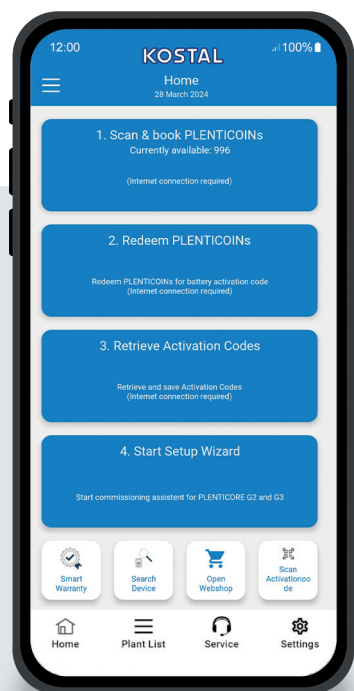 12:00
100%
KOSTAL
Home
28 March 2024
1. Scan & book PLENTICOINs
Currently available: 996
(Internet connection required)
2. Redeem PLENTICOINs
Redeem PLENTICOINs for battery activation code
(Internet connection required)
3. Retrieve Activation Codes
Retrieve and save Activation Codes
(Internet connection required)
4. Start Setup Wizard
Start commissioning assistent for PLENTICORE G2 and G3
Smart
Warranty
Search
Device
Open
Webshop
Scan
Activationco
de
Home
Plant List
Service
Settings